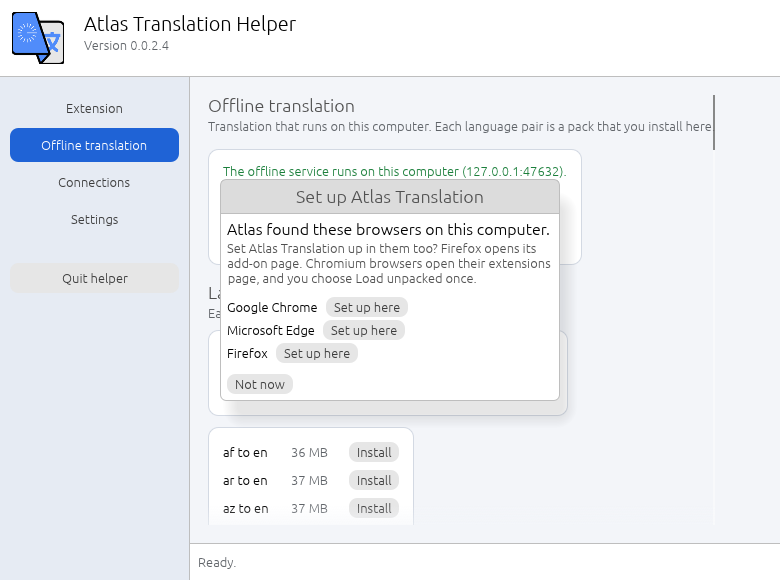 Atlas Translation Helper
Version 0.0.2.4
Extension
Offline translation
Connections
Settings
Quit helper
Offline translation
Translation that runs on this computer. Each language pair is a pack that you install here.
The offline service runs on this computer (127.0.0.1:47632).
Set up Atlas Translation
Atlas found these browsers on this computer.
Set Atlas Translation up in them too? Firefox opens its
add-on page. Chromium browsers open their extensions
page, and you choose Load unpacked once.
Google Chrome Set up here
Microsoft Edge Set up here
Firefox Set up here
Not now
af to en 36 MB Install
ar to en 37 MB Install
az to en 37 MB Install
Ready.